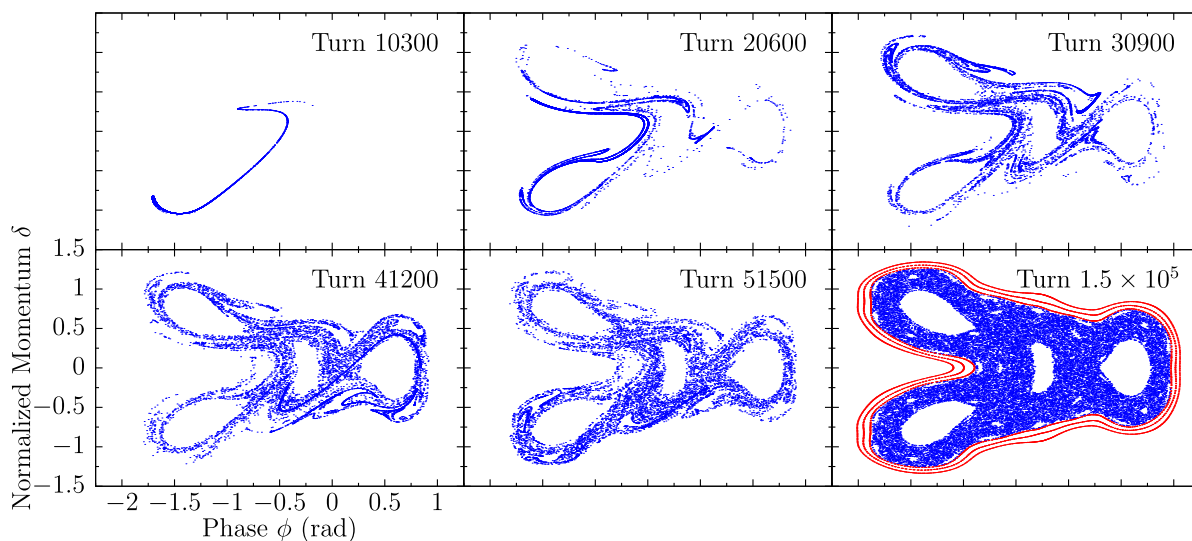 Turn 10300
Turn 20600
Turn 30900
Turn 41200
Turn 51500
Turn 1.5 × 10⁵
Normalized Momentum δ
1.5
1
0.5
0
−0.5
−1
−1.5
−2 −1.5 −1 −0.5 0 0.5 1
Phase ϕ (rad)